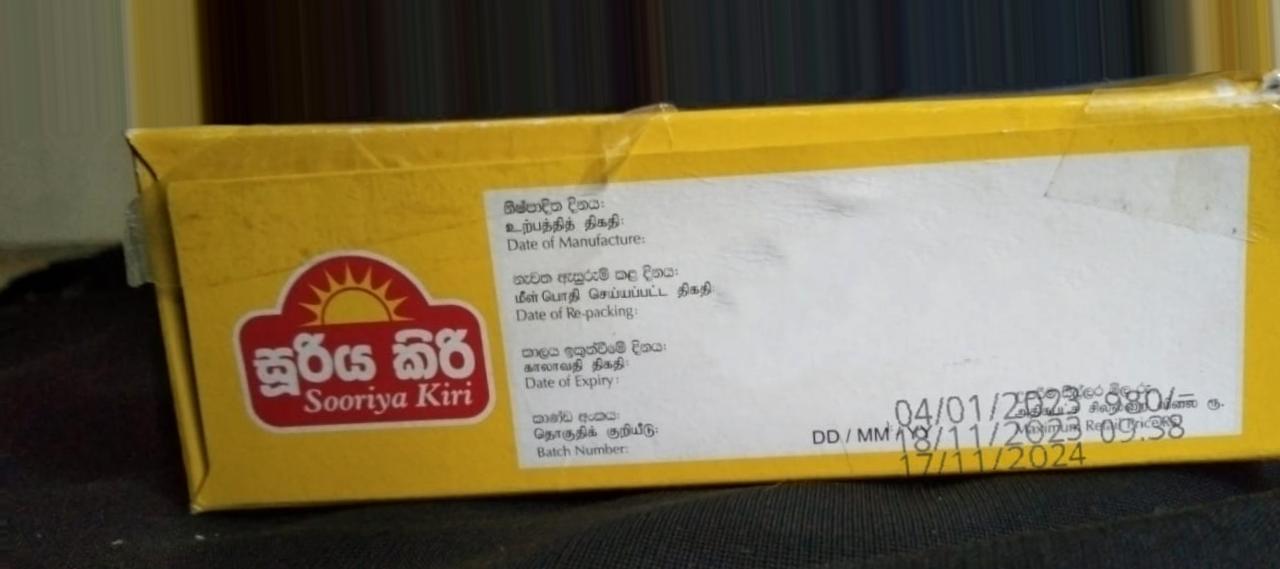 සූරිය කිරි
Sooriya Kiri
නිෂ්පාදිත දිනය:
உற்பத்தித் திகதி:
Date of Manufacture:
නැවත ඇසුරුම් කළ දිනය:
மீள் பொதி செய்யப்பட்ட திகதி:
Date of Re-packing:
කාලය ඉකුත්වීමේ දිනය:
காலாவதி திகதி:
Date of Expiry:
කාණ්ඩ අංකය:
தொகுதிக் குறியீடு:
Batch Number:
DD / MM / YY
04/01/2023 980/=
18/11/2023 09.38
17/11/2024
விலை ரூ.
Maximum Retail Price